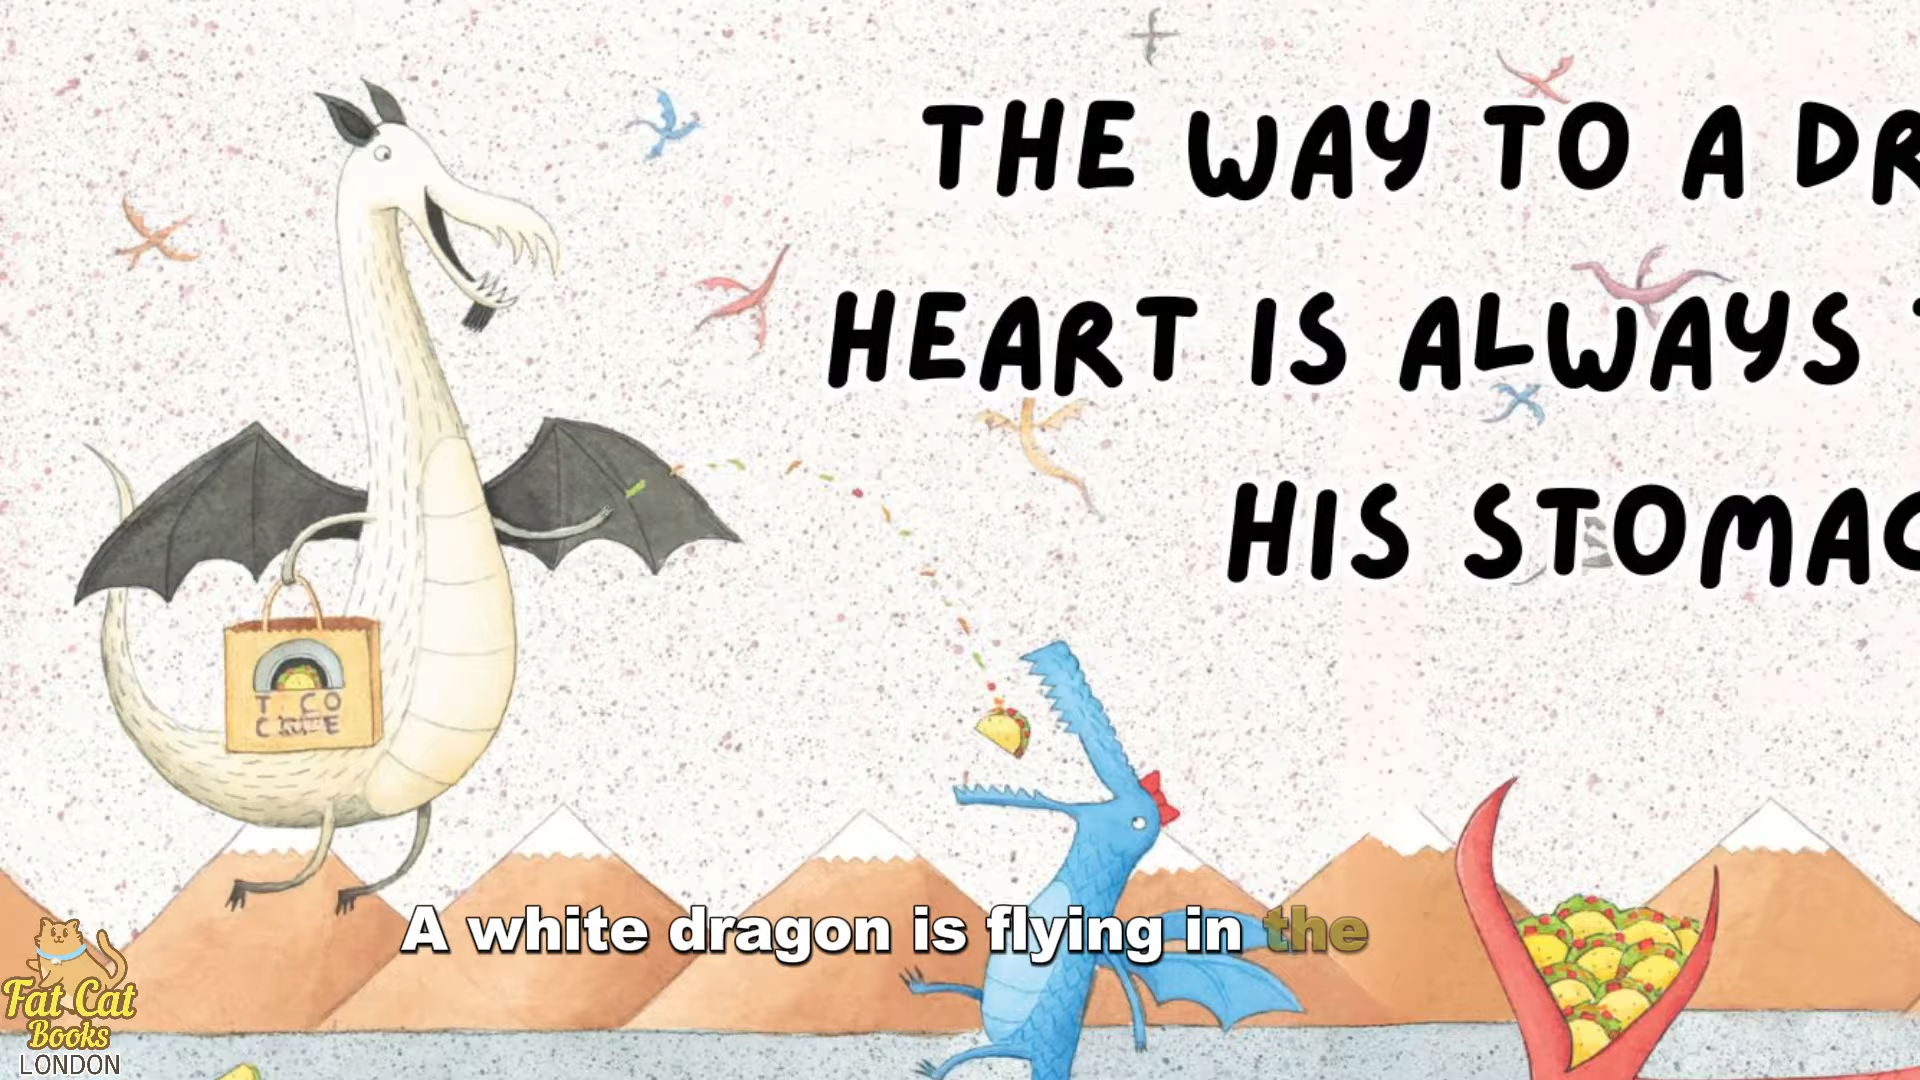 THE WAY TO A DR
HEART IS ALWAYS
HIS STOMAC
T CO
A white dragon is flying in the
Fat Cat
Books
LONDON